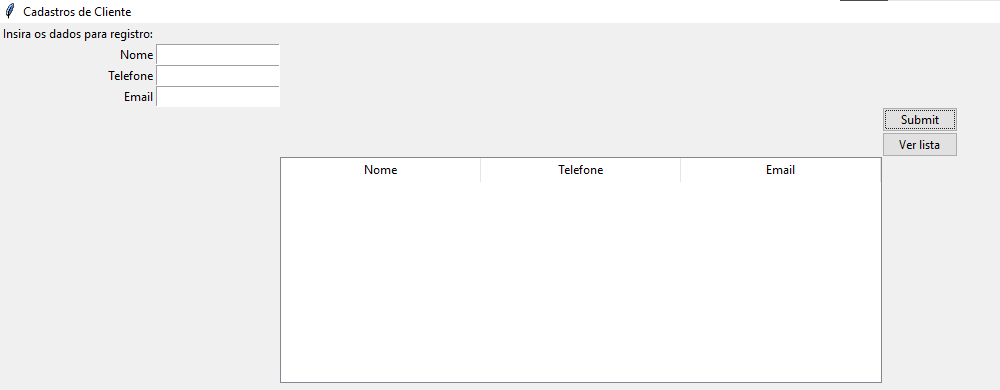 Cadastros de Cliente
Insira os dados para registro:
Nome
Telefone
Email
Submit
Ver lista
Nome Telefone Email